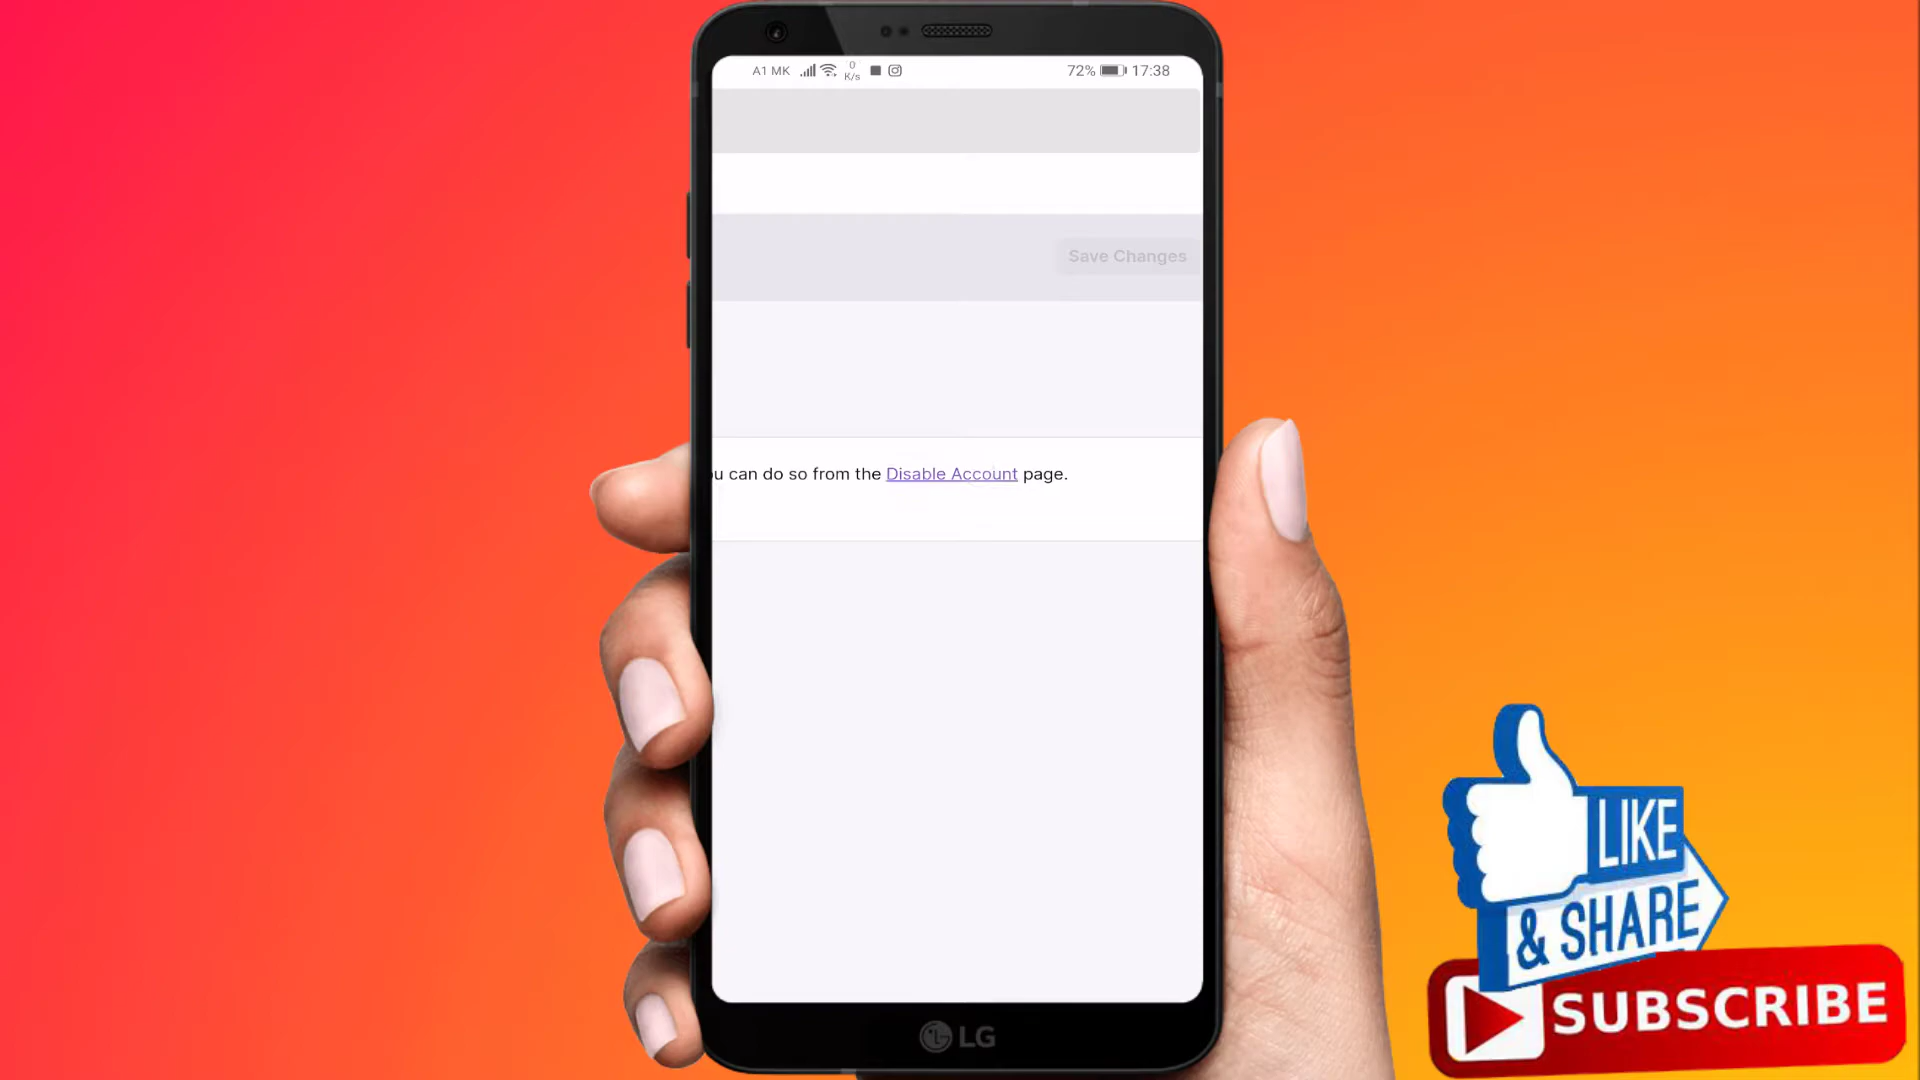 A1 MK 0 K/s 72% 17:38
Save Changes
u can do so from the Disable Account page.
LG
LIKE
& SHARE
SUBSCRIBE